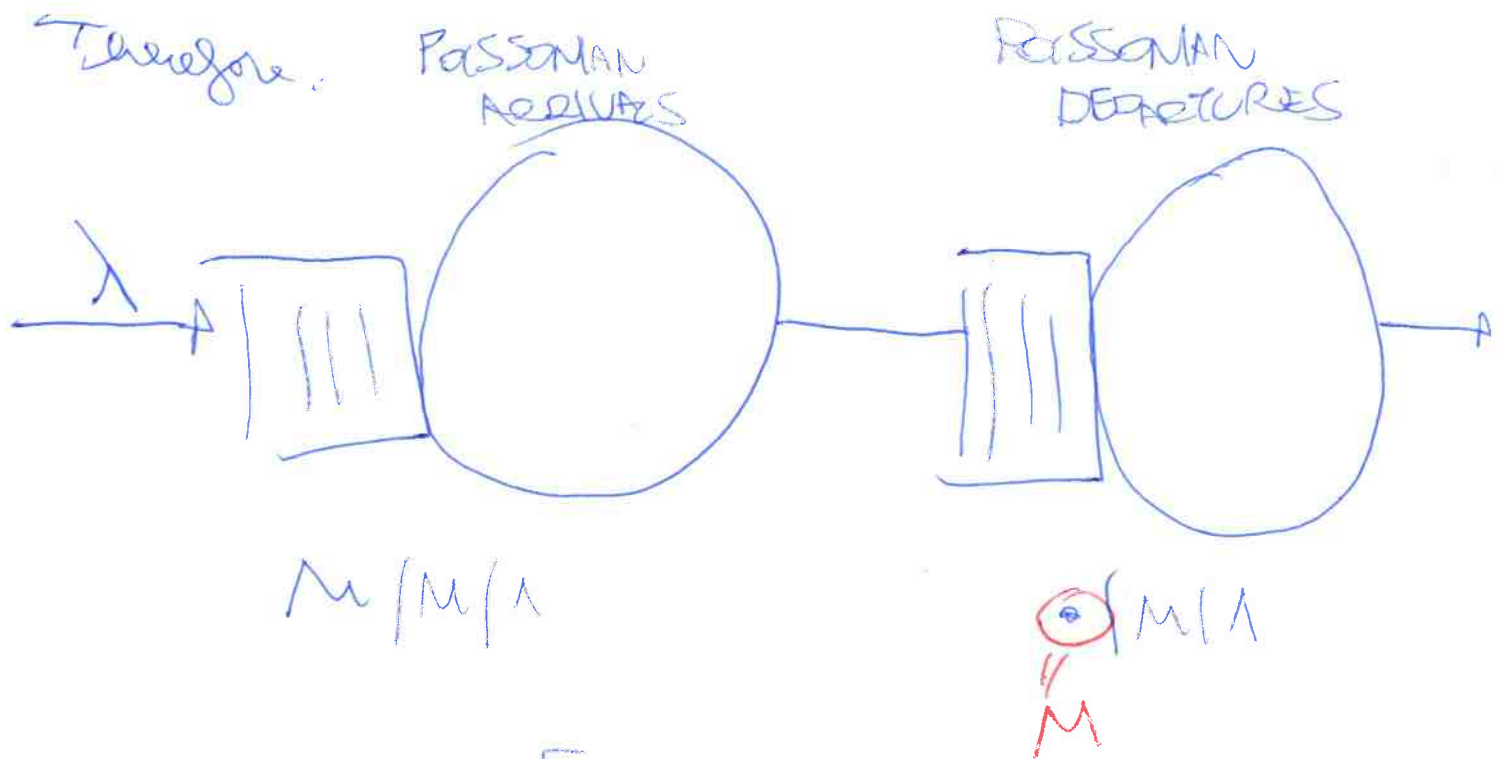 Therefore.
POISSONIAN ARRIVALS
POISSONIAN DEPARTURES
λ
M/M/1
/M/1
M